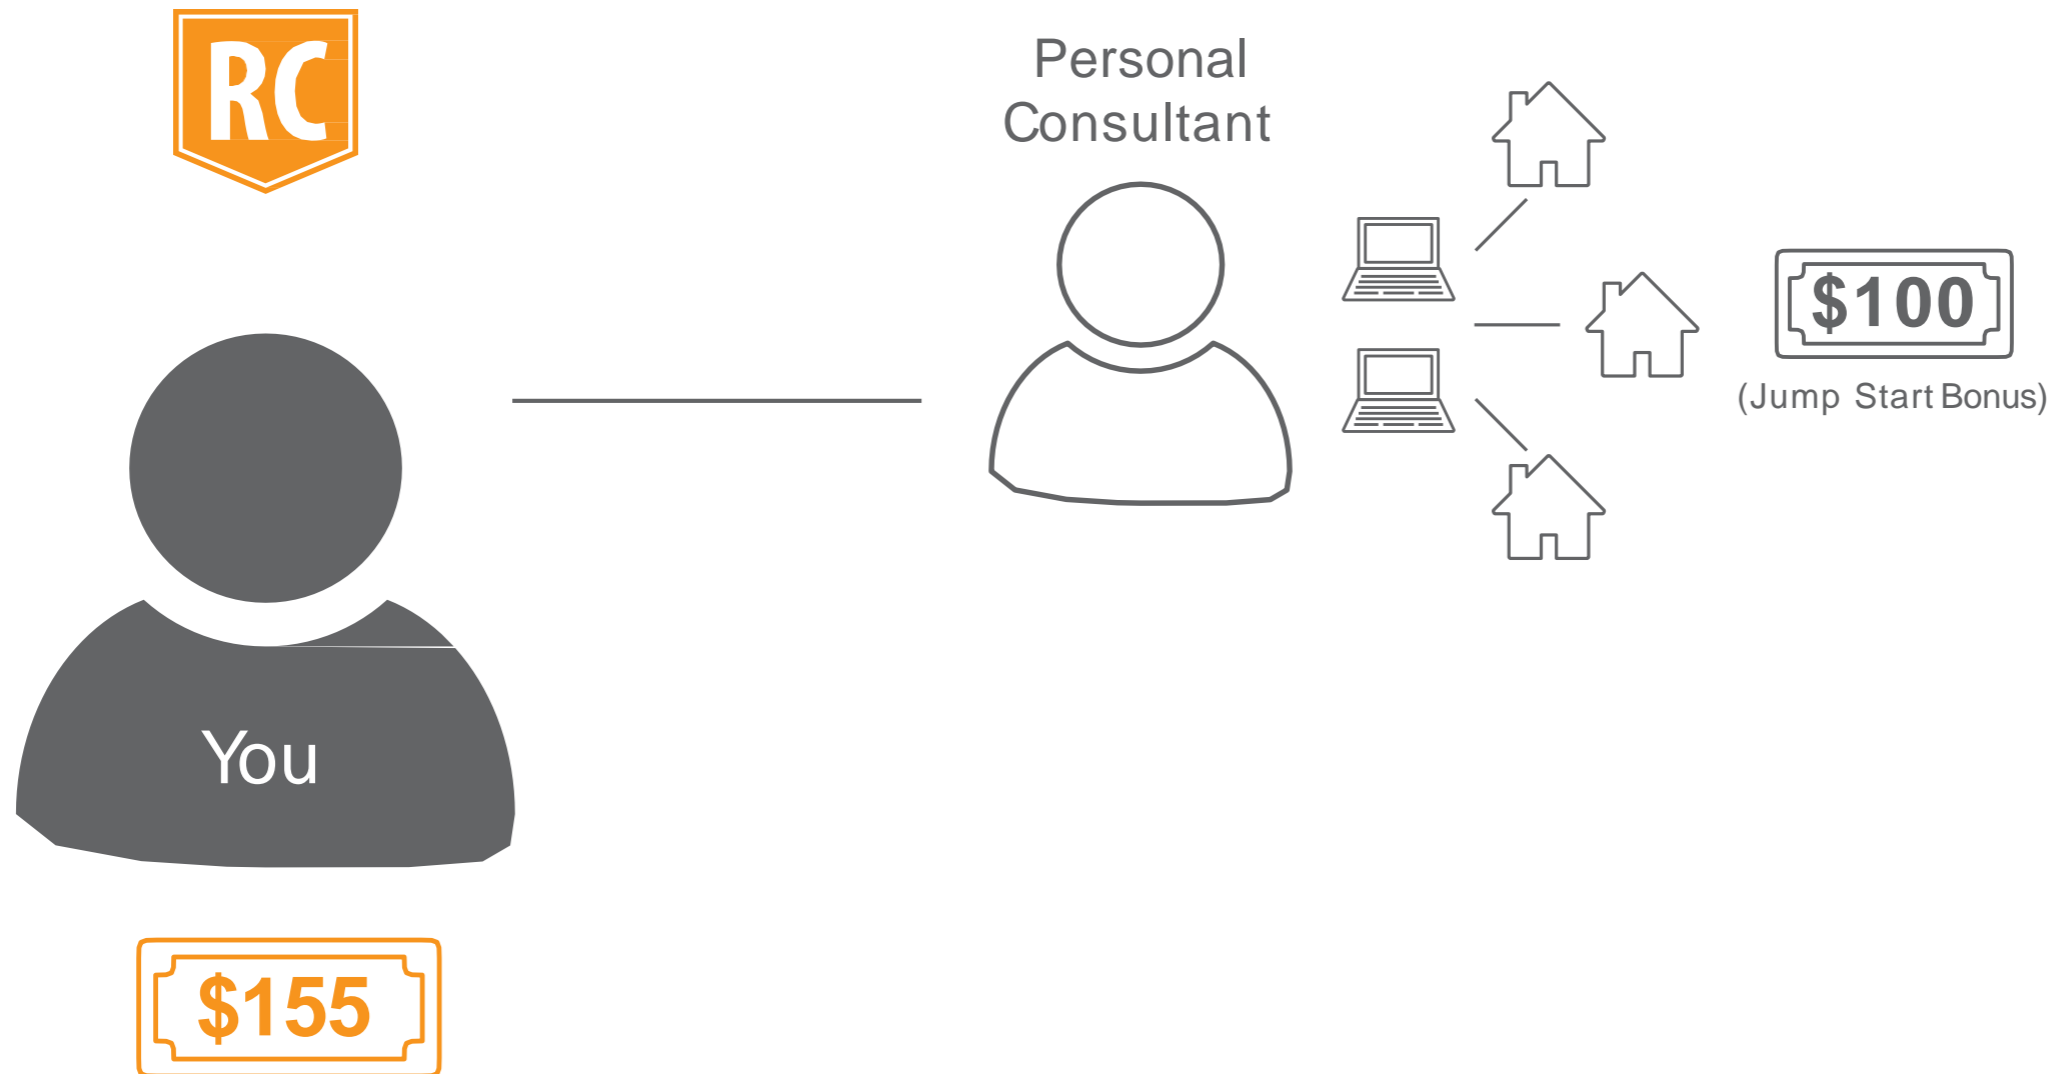 RC
Personal
Consultant
$100
(Jump Start Bonus)
You
$155